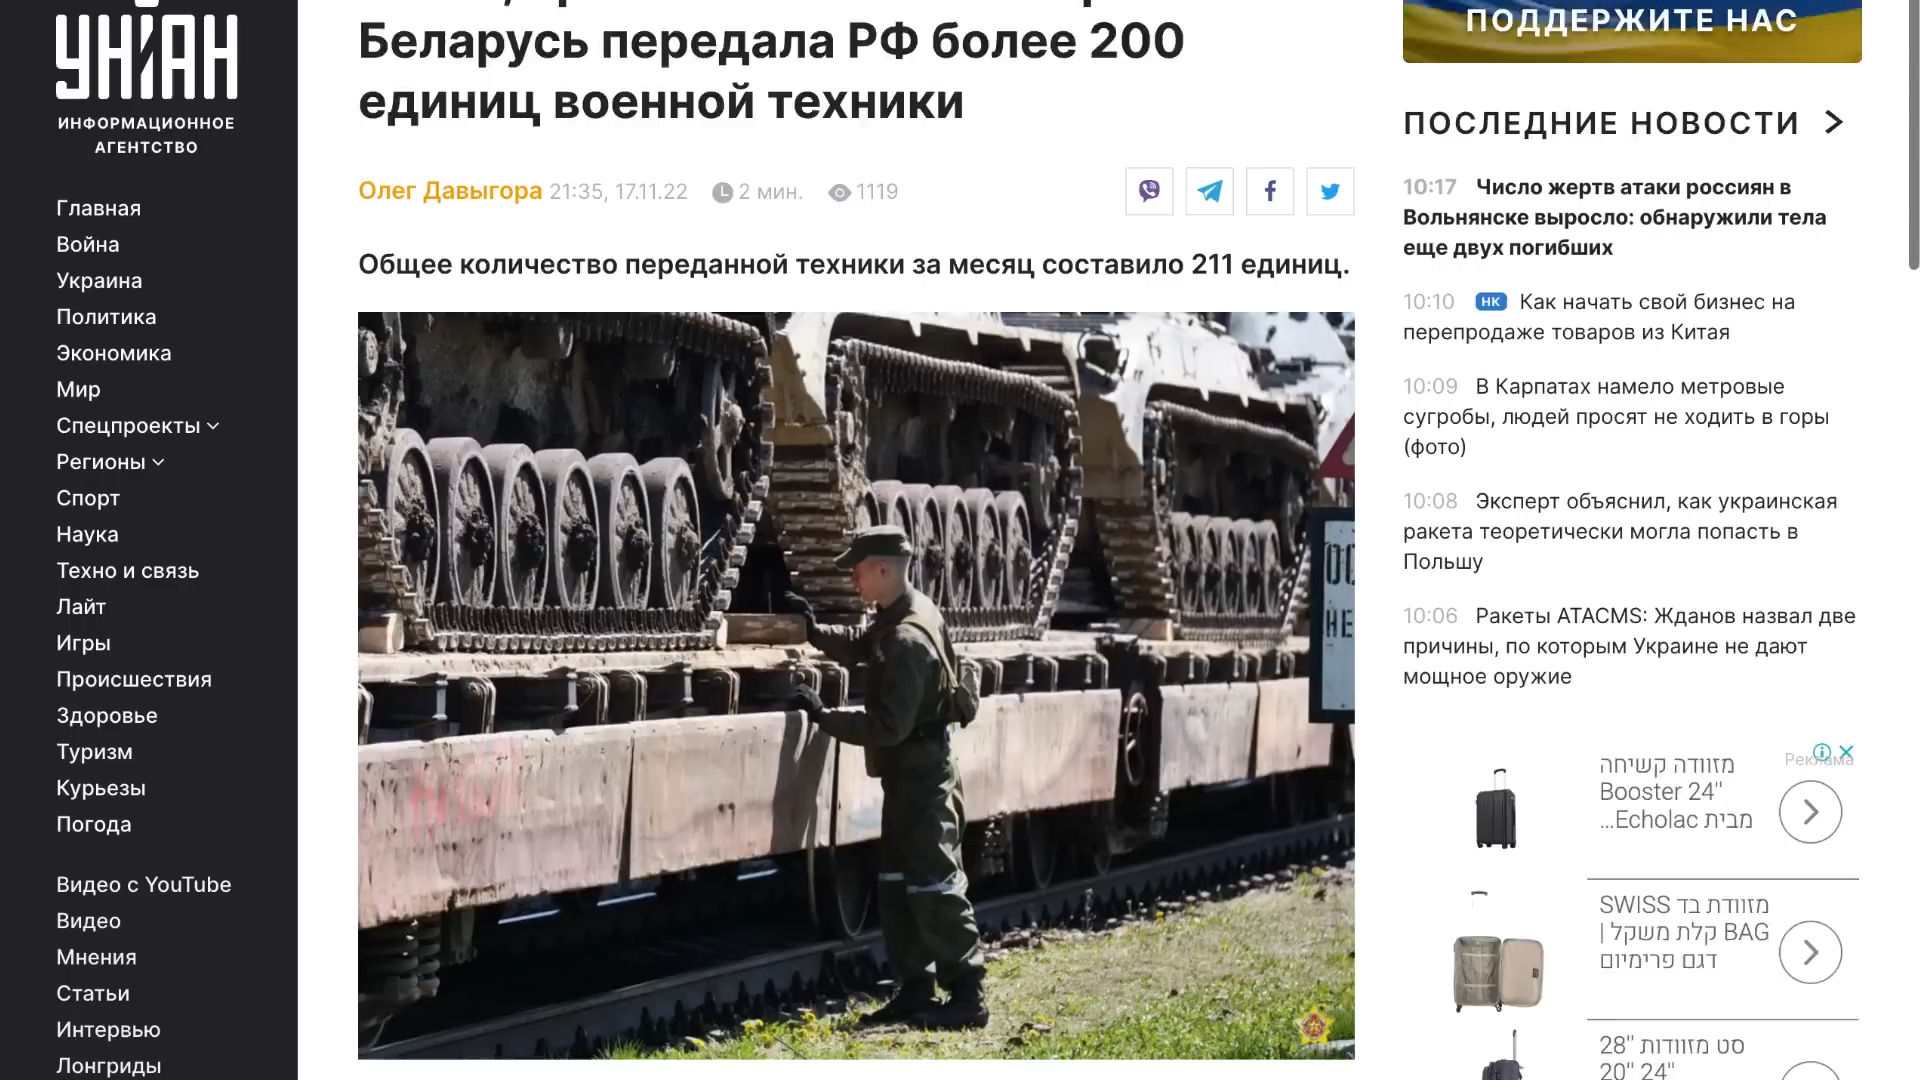 УНІАН
ИНФОРМАЦИОННОЕ
АГЕНТСТВО
Главная
Война
Украина
Политика
Экономика
Мир
Спецпроекты
Регионы
Спорт
Наука
Техно и связь
Лайт
Игры
Происшествия
Здоровье
Туризм
Курьезы
Погода
Видео с YouTube
Видео
Мнения
Статьи
Интервью
Лонгриды
Беларусь передала РФ более 200
единиц военной техники
Олег Давыгора 21:35, 17.11.22 2 мин. 1119
Общее количество переданной техники за месяц составило 211 единиц.
ПОДДЕРЖИТЕ НАС
ПОСЛЕДНИЕ НОВОСТИ
10:17 Число жертв атаки россиян в
Вольнянске выросло: обнаружили тела
еще двух погибших
10:10 НК Как начать свой бизнес на
перепродаже товаров из Китая
10:09 В Карпатах намело метровые
сугробы, людей просят не ходить в горы
(фото)
10:08 Эксперт объяснил, как украинская
ракета теоретически могла попасть в
Польшу
10:06 Ракеты ATACMS: Жданов назвал две
причины, по которым Украине не дают
мощное оружие
Реклама
מזוודה קשיחה
Booster 24"
מבית Echolac...
מזוודת בד SWISS
BAG קלת משקל |
דגם פרימיום
סט מזוודות 28"
20" 24"